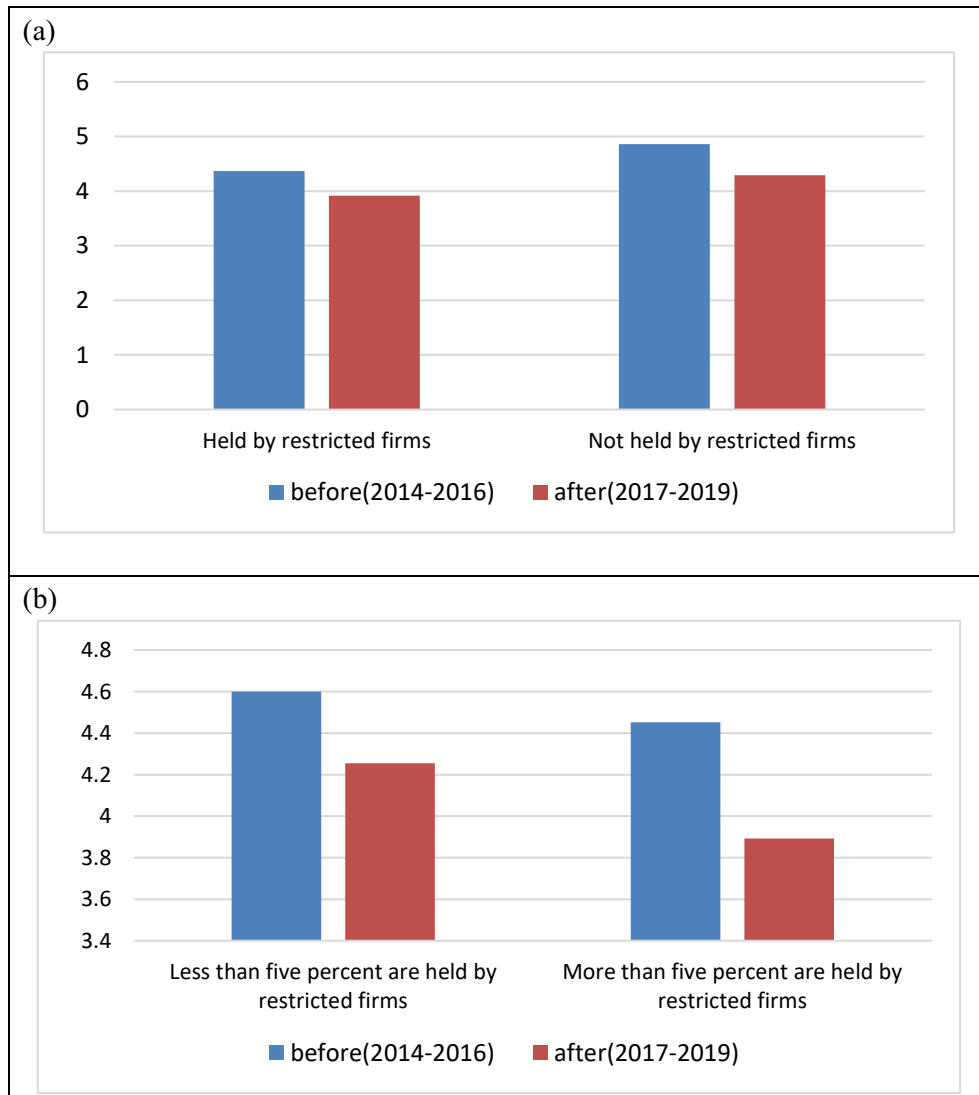 (a)
6
5
4
3
2
1
0
Held by restricted firms
Not held by restricted firms
before(2014-2016)
after(2017-2019)
(b)
4.8
4.6
4.4
4.2
4
3.8
3.6
3.4
Less than five percent are held by
restricted firms
More than five percent are held by
restricted firms
before(2014-2016)
after(2017-2019)